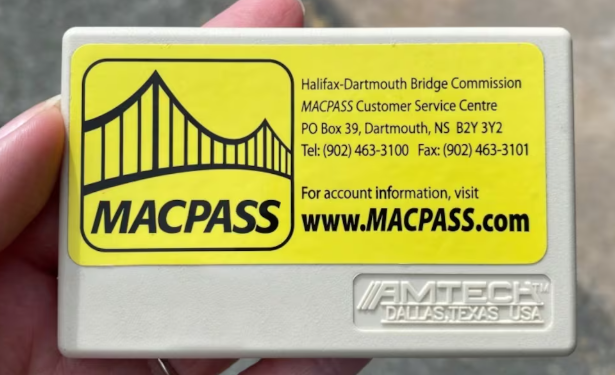 MACPASS
Halifax-Dartmouth Bridge Commission
MACPASS Customer Service Centre
PO Box 39, Dartmouth, NS B2Y 3Y2
Tel: (902) 463-3100 Fax: (902) 463-3101
For account information, visit
www.MACPASS.com
AMTECH™
DALLAS, TEXAS USA